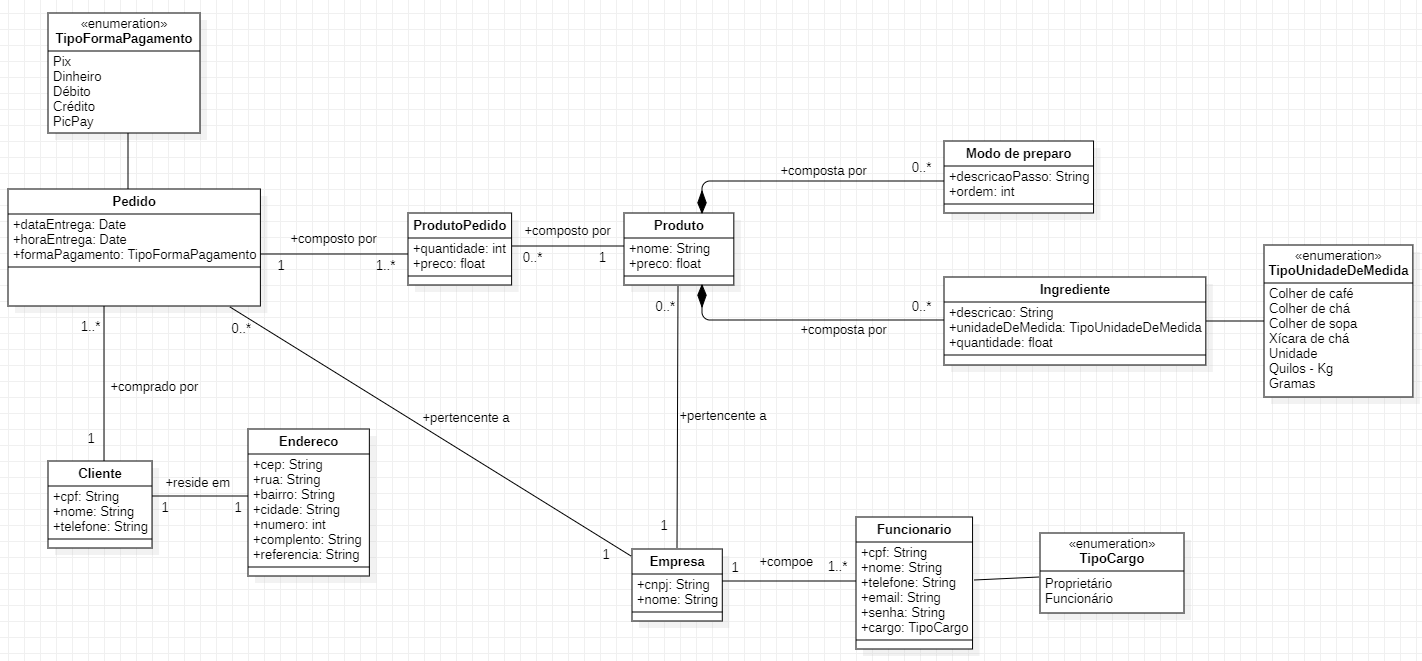 «enumeration»
TipoFormaPagamento
Pix
Dinheiro
Débito
Crédito
PicPay
Pedido
+dataEntrega: Date
+horaEntrega: Date
+formaPagamento: TipoFormaPagamento
+composto por
1
1..*
ProdutoPedido
+quantidade: int
+preco: float
+composto por
0..*
1
Produto
+nome: String
+preco: float
+composta por
0..*
Modo de preparo
+descricaoPasso: String
+ordem: int
+composta por
0..*
Ingrediente
+descricao: String
+unidadeDeMedida: TipoUnidadeDeMedida
+quantidade: float
«enumeration»
TipoUnidadeDeMedida
Colher de café
Colher de chá
Colher de sopa
Xícara de chá
Unidade
Quilos - Kg
Gramas
1..*
+comprado por
1
0..*
+pertencente a
1
0..*
+pertencente a
1
Cliente
+cpf: String
+nome: String
+telefone: String
+reside em
1
1
Endereco
+cep: String
+rua: String
+bairro: String
+cidade: String
+numero: int
+complento: String
+referencia: String
Empresa
+cnpj: String
+nome: String
1
+compoe
1..*
Funcionario
+cpf: String
+nome: String
+telefone: String
+email: String
+senha: String
+cargo: TipoCargo
«enumeration»
TipoCargo
Proprietário
Funcionário